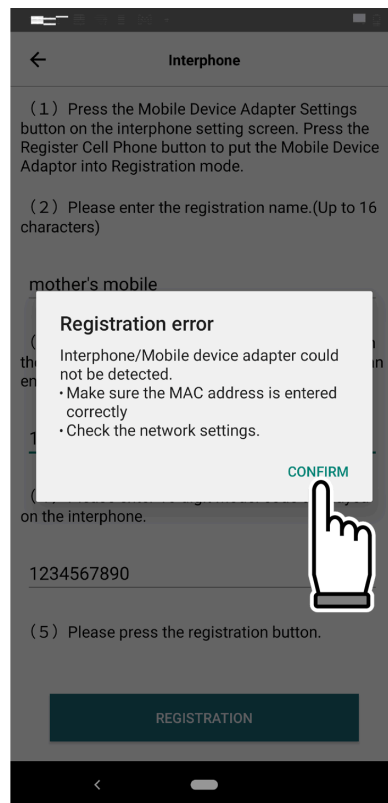 Interphone
（1）Press the Mobile Device Adapter Settings
button on the interphone setting screen. Press the
Register Cell Phone button to put the Mobile Device
Adaptor into Registration mode.
（2）Please enter the registration name.(Up to 16
characters)
mother's mobile
Registration error
Interphone/Mobile device adapter could
not be detected.
・Make sure the MAC address is entered
correctly
・Check the network settings.
CONFIRM
on the interphone.
1234567890
（5）Please press the registration button.
REGISTRATION